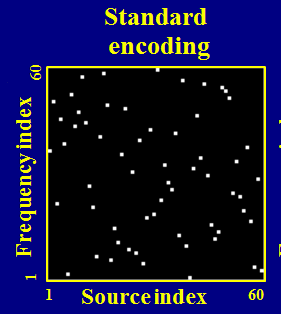 Standard
encoding
60
Frequency index
1
1
Source index
60